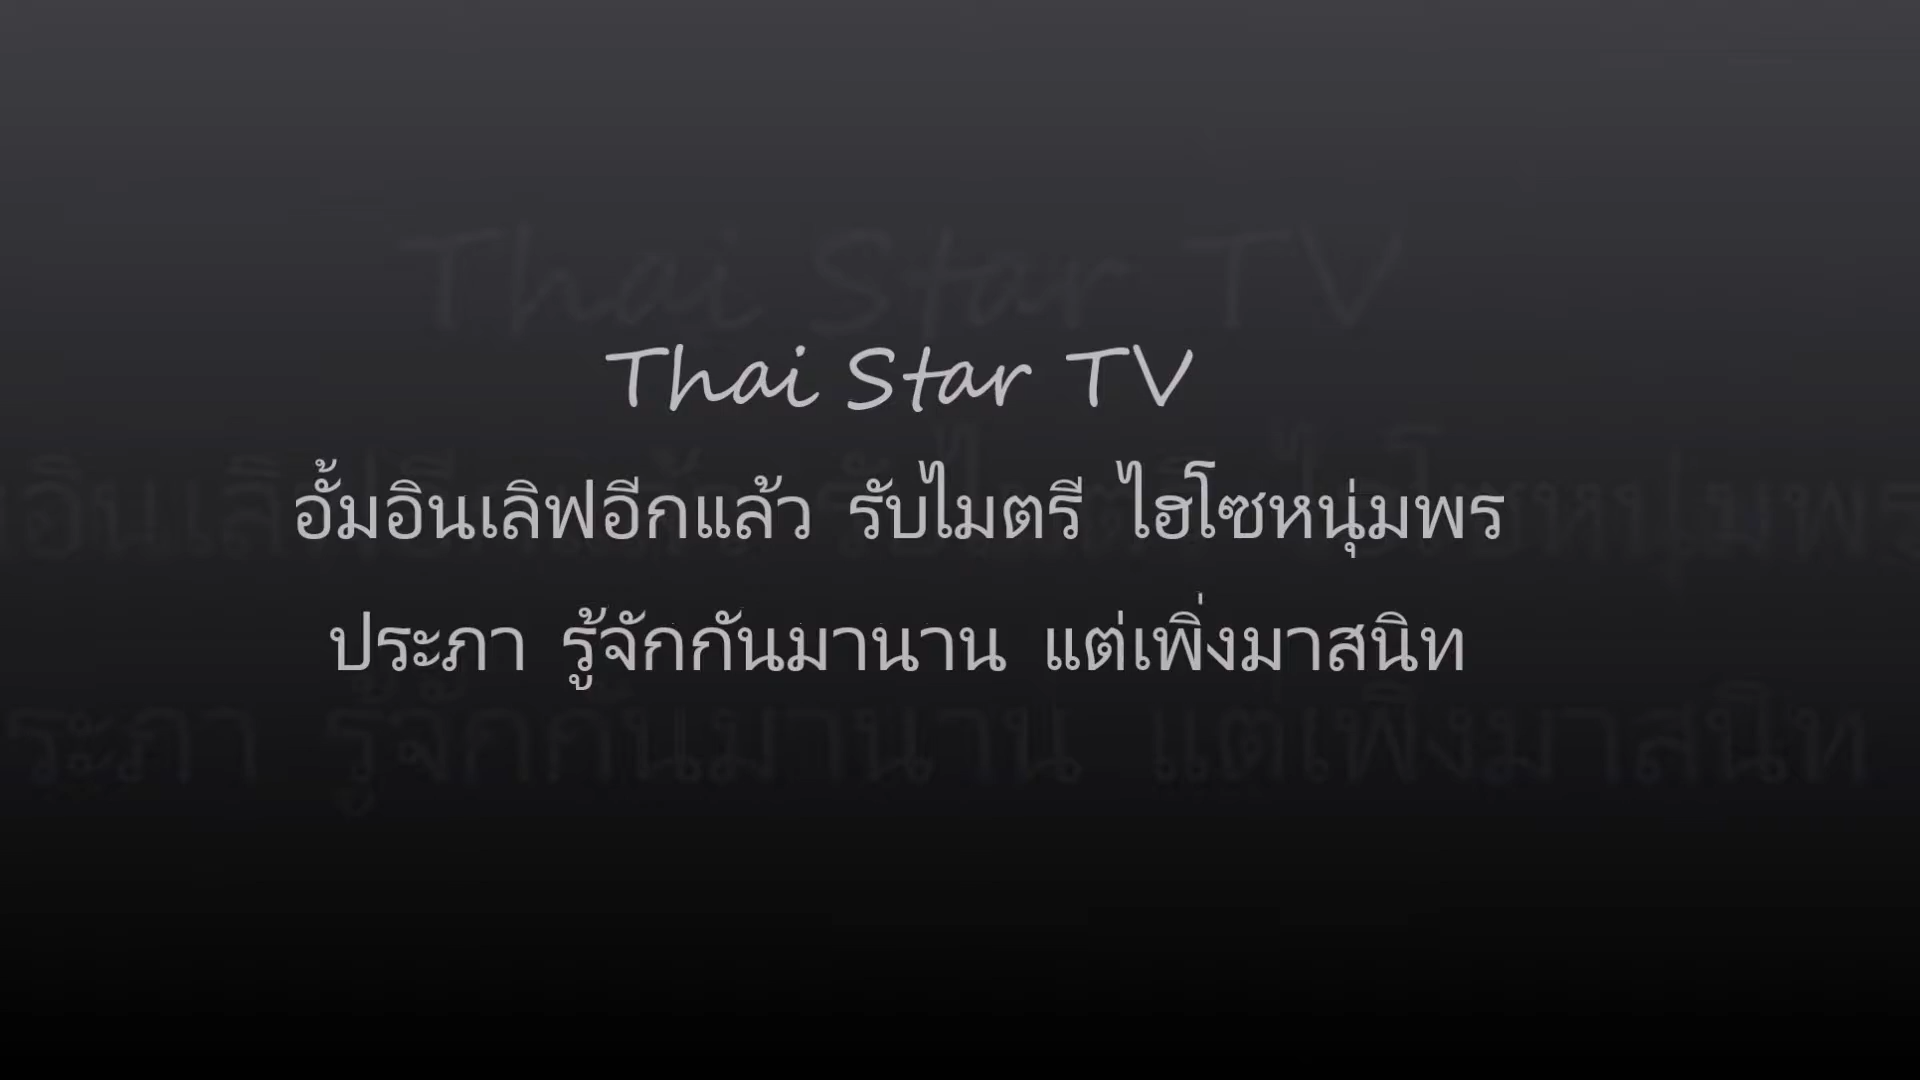 Thai Star TV
อั้มอินเลิฟอีกแล้ว รับไมตรี ไฮโซหนุ่มพร
ประภา รู้จักกันมานาน แต่เพิ่งมาสนิท